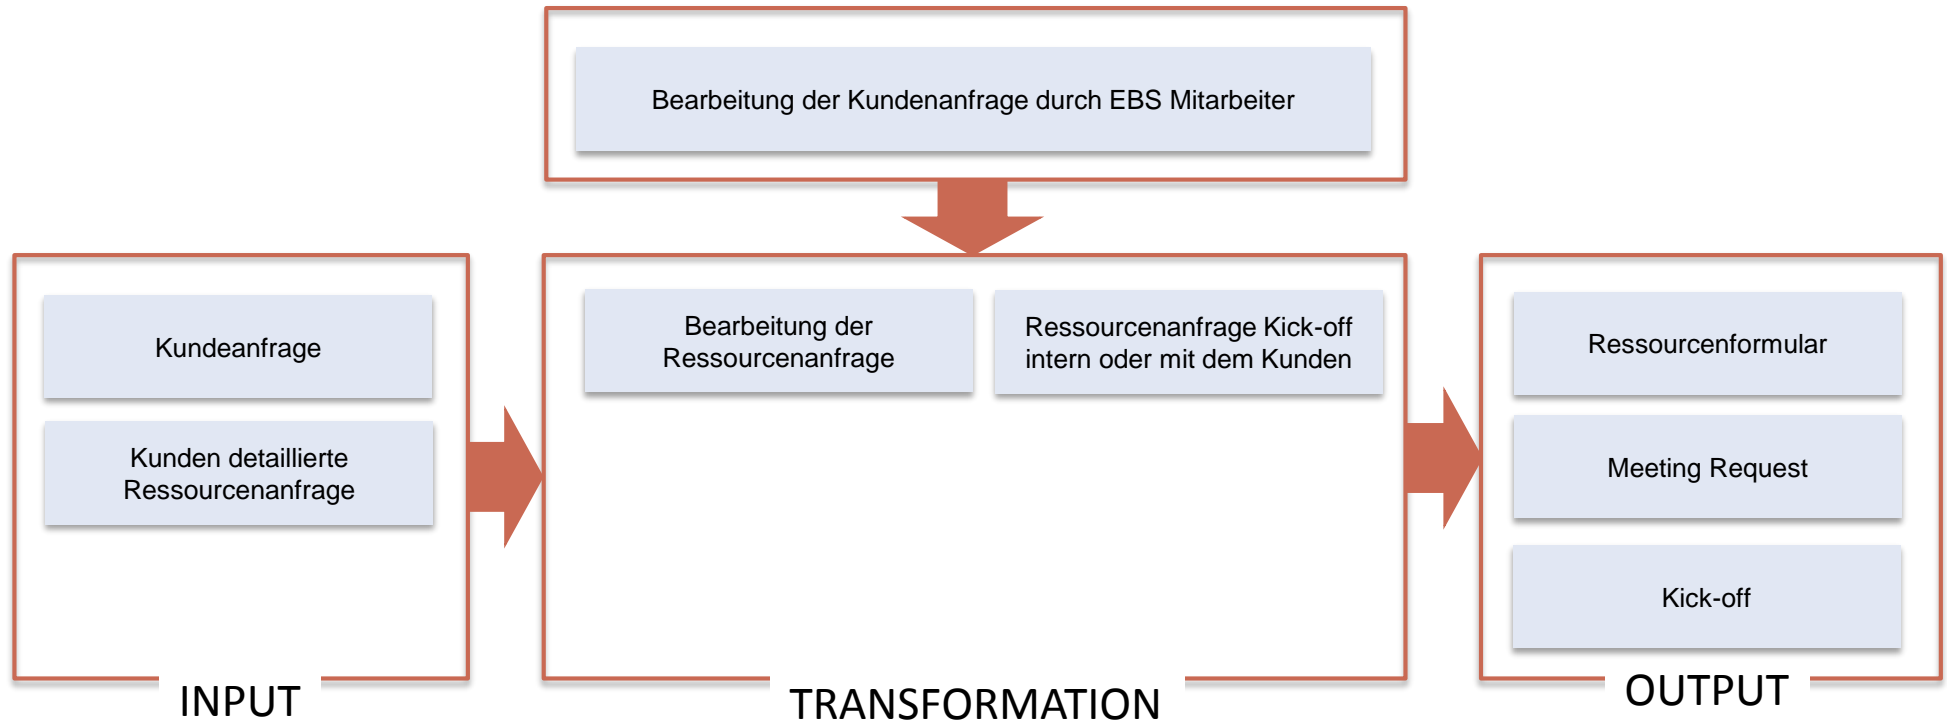 Bearbeitung der Kundenanfrage durch EBS Mitarbeiter
Kundeanfrage
Kunden detaillierte
Ressourcenanfrage
INPUT
Bearbeitung der
Ressourcenanfrage
Ressourcenanfrage Kick-off
intern oder mit dem Kunden
TRANSFORMATION
Ressourcenformular
Meeting Request
Kick-off
OUTPUT